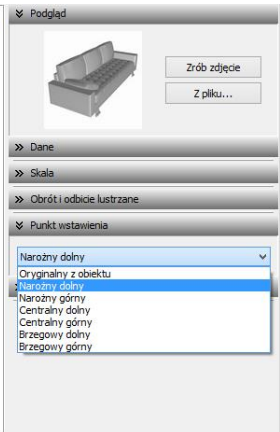 Podgląd
Zrób zdjęcie
Z pliku...
Dane
Skala
Obrót i odbicie lustrzane
Punkt wstawienia
Narożny dolny
Oryginalny z obiektu
Narożny dolny
Narożny górny
Centralny dolny
Centralny górny
Brzegowy dolny
Brzegowy górny